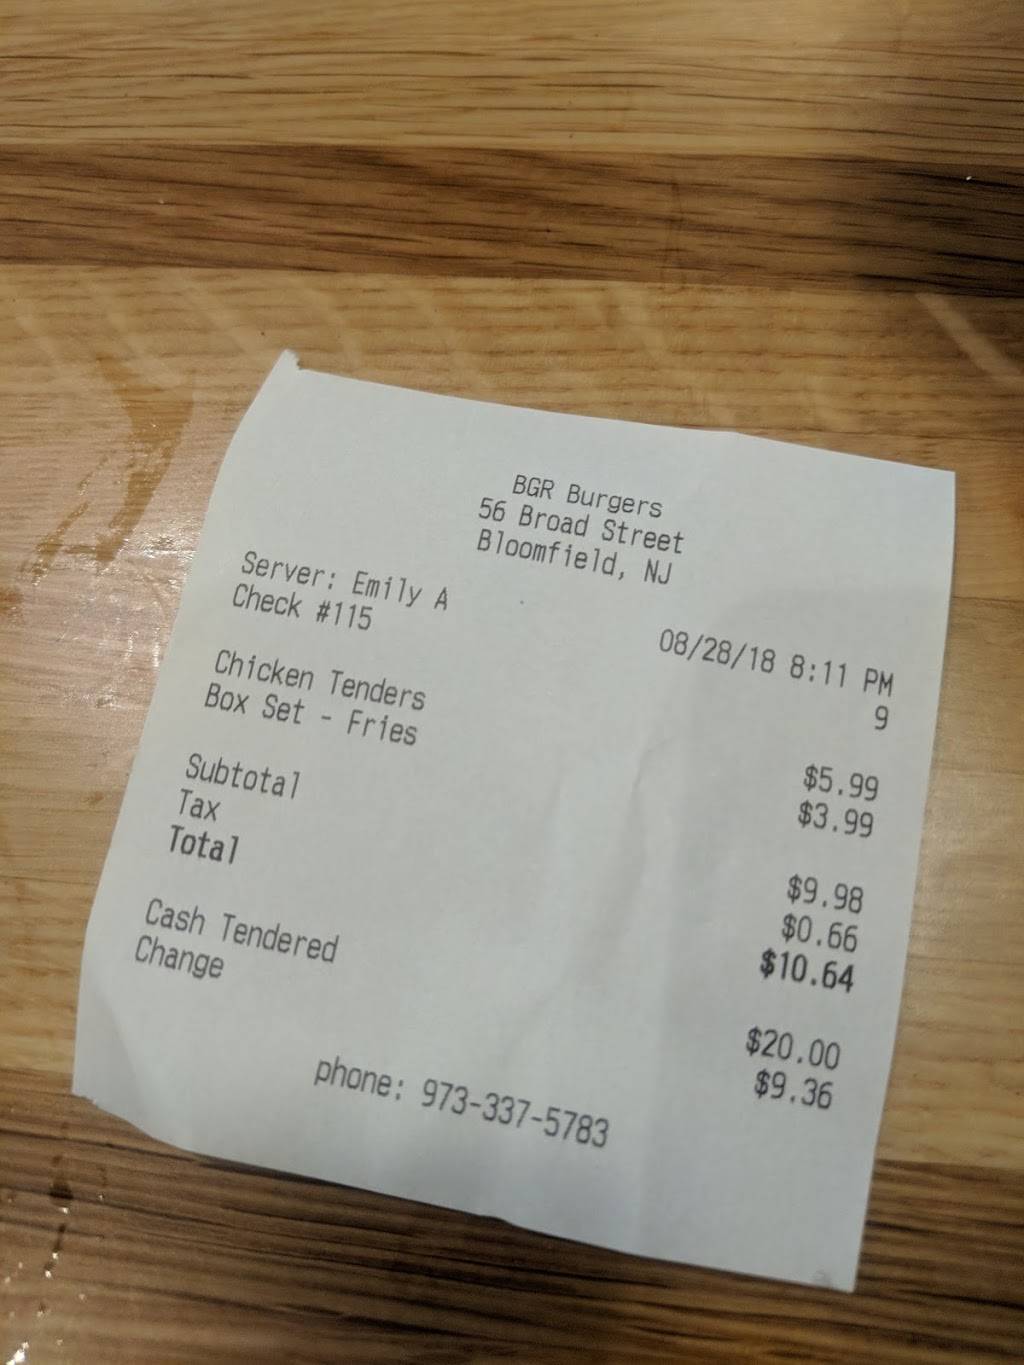 BGR Burgers
56 Broad Street
Bloomfield, NJ
Server: Emily A 08/28/18 8:11 PM
Check #115 9
Chicken Tenders $5.99
Box Set - Fries $3.99
Subtotal $9.98
Tax $0.66
Total $10.64
Cash Tendered $20.00
Change $9.36
phone: 973-337-5783